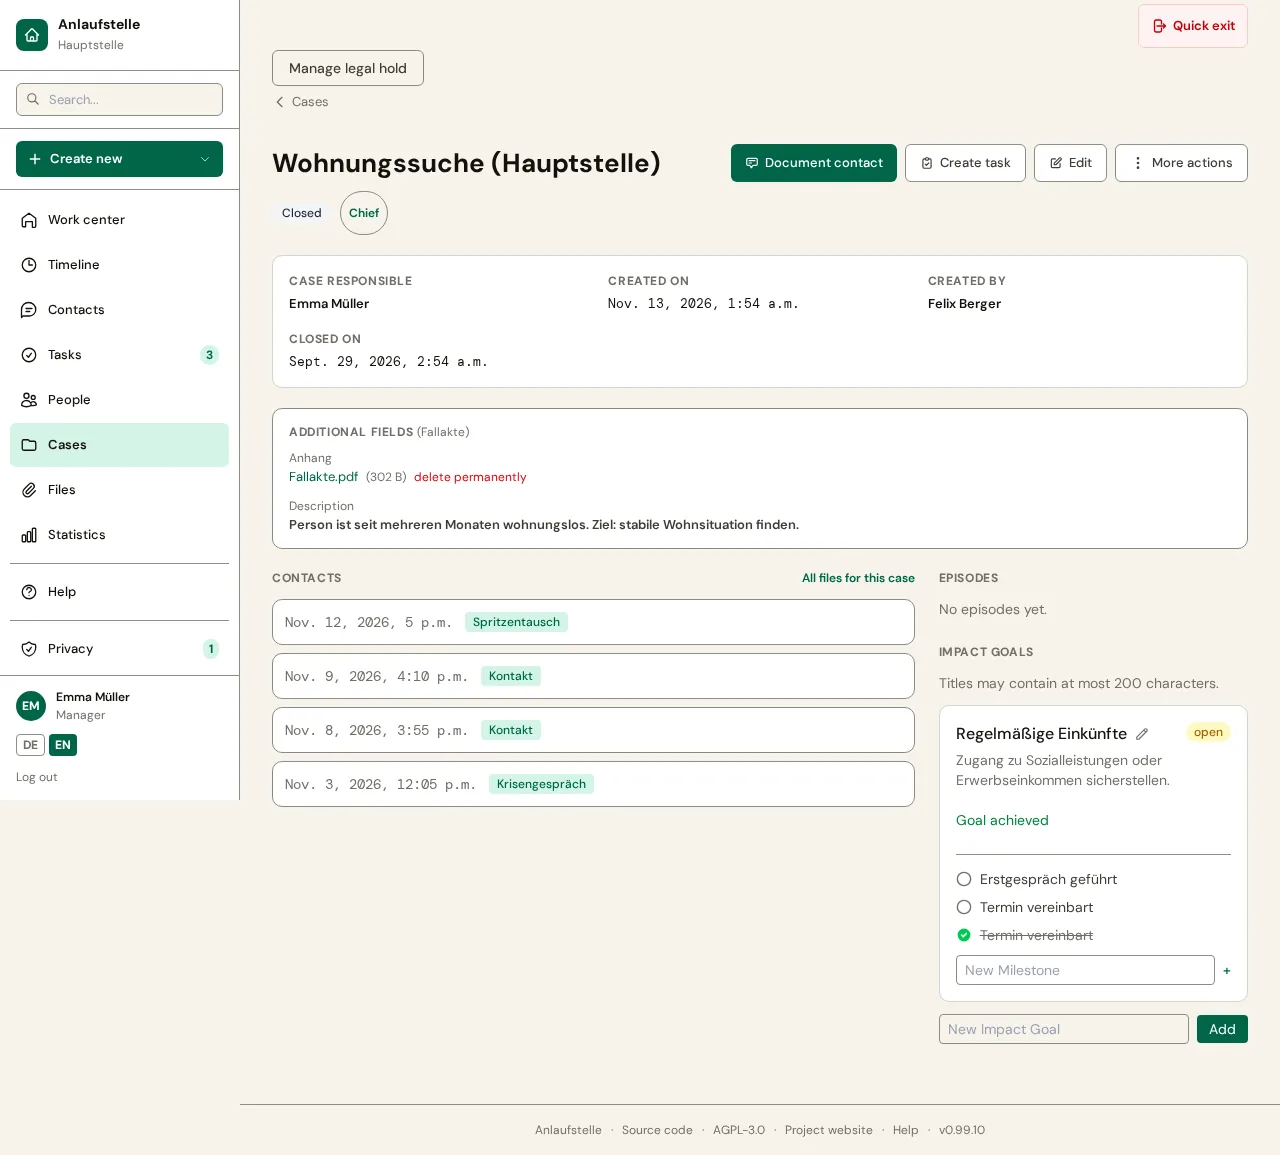 Anlaufstelle
Hauptstelle
Search...
Create new
Work center
Timeline
Contacts
Tasks 3
People
Cases
Files
Statistics
Help
Privacy 1
EM
Emma Müller
Manager
DE EN
Log out
Quick exit
Manage legal hold
Cases
Wohnungssuche (Hauptstelle)
Document contact
Create task
Edit
More actions
Closed Chief
CASE RESPONSIBLE
Emma Müller
CREATED ON
Nov. 13, 2026, 1:54 a.m.
CREATED BY
Felix Berger
CLOSED ON
Sept. 29, 2026, 2:54 a.m.
ADDITIONAL FIELDS (Fallakte)
Anhang
Fallakte.pdf (302 B) delete permanently
Description
Person ist seit mehreren Monaten wohnungslos. Ziel: stabile Wohnsituation finden.
CONTACTS
All files for this case
Nov. 12, 2026, 5 p.m. Spritzentausch
Nov. 9, 2026, 4:10 p.m. Kontakt
Nov. 8, 2026, 3:55 p.m. Kontakt
Nov. 3, 2026, 12:05 p.m. Krisengespräch
EPISODES
No episodes yet.
IMPACT GOALS
Titles may contain at most 200 characters.
Regelmäßige Einkünfte open
Zugang zu Sozialleistungen oder
Erwerbseinkommen sicherstellen.
Goal achieved
Erstgespräch geführt
Termin vereinbart
Termin vereinbart
New Milestone +
New Impact Goal Add
Anlaufstelle · Source code · AGPL-3.0 · Project website · Help · v0.99.10